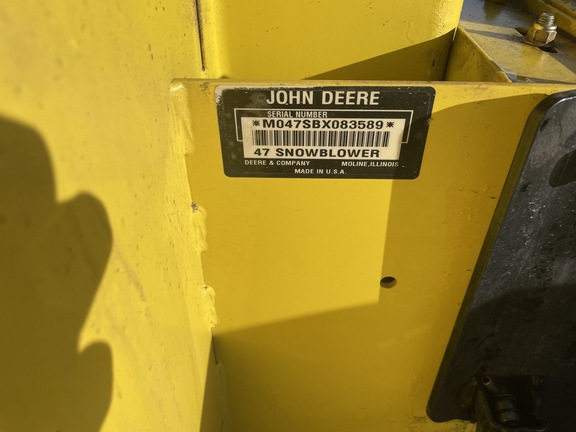 JOHN DEERE
SERIAL NUMBER
*M047SBX083589*
47 SNOWBLOWER
DEERE & COMPANY MOLINE, ILLINOIS
MADE IN U.S.A.